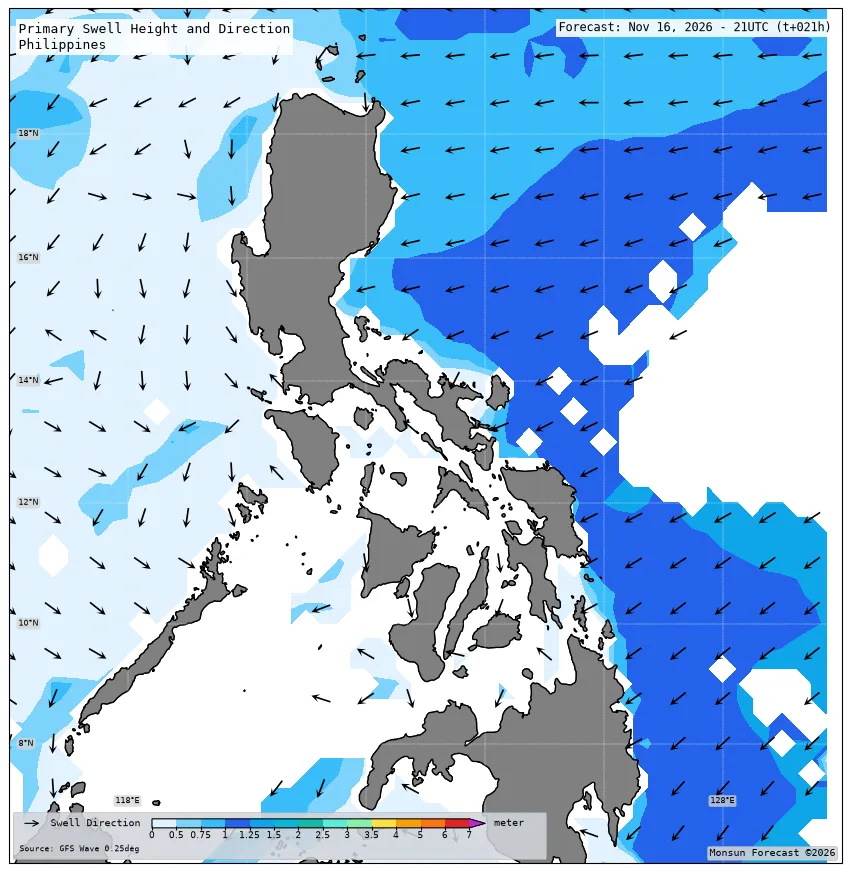 Primary Swell Height and Direction
Philippines
Forecast: Nov 16, 2026 - 21UTC (t+021h)
18°N
16°N
14°N
12°N
10°N
8°N
118°E
128°E
Swell Direction
0 0.5 0.75 1 1.25 1.5 2 2.5 3 3.5 4 5 6 7
meter
Source: GFS Wave 0.25deg
Monsun Forecast ©2026